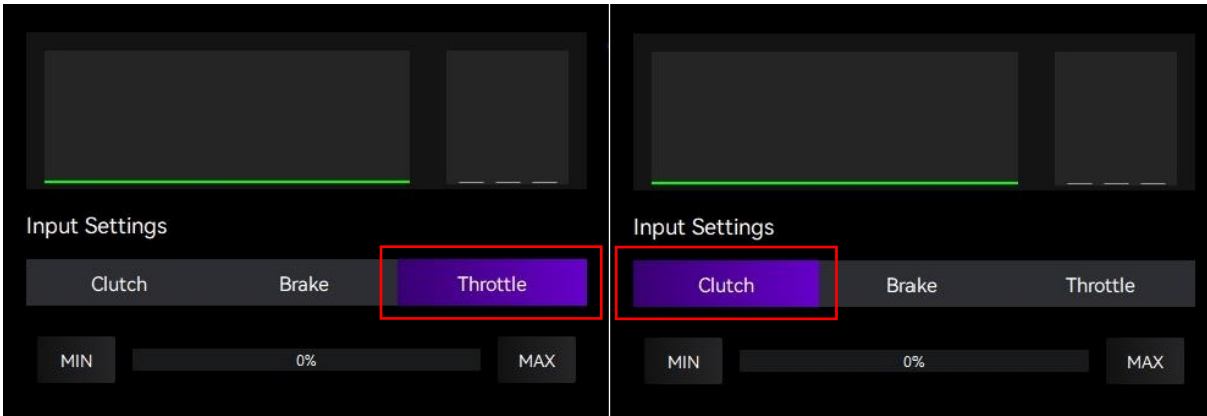 Input Settings
Clutch Brake Throttle
MIN 0% MAX
Input Settings
Clutch Brake Throttle
MIN 0% MAX